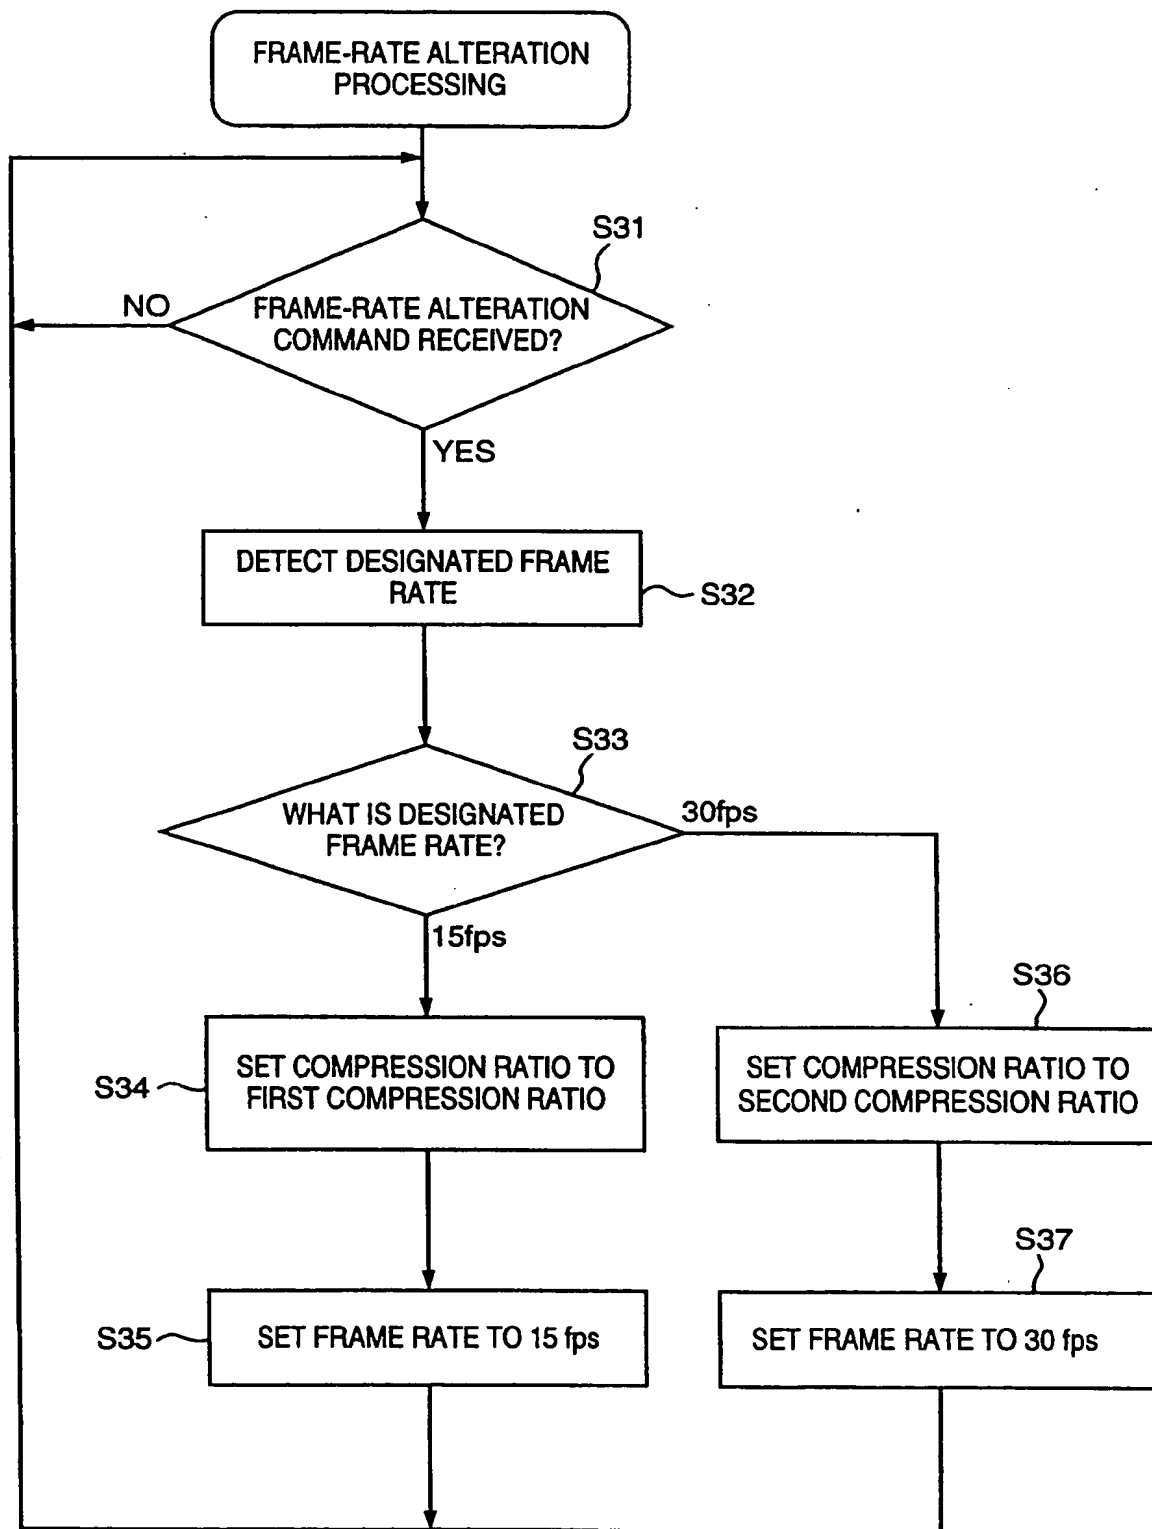 FRAME-RATE ALTERATION
PROCESSING
S31
NO
FRAME-RATE ALTERATION
COMMAND RECEIVED?
YES
DETECT DESIGNATED FRAME
RATE
S32
S33
WHAT IS DESIGNATED
FRAME RATE?
30fps
15fps
S34
SET COMPRESSION RATIO TO
FIRST COMPRESSION RATIO
S36
SET COMPRESSION RATIO TO
SECOND COMPRESSION RATIO
S35
SET FRAME RATE TO 15 fps
S37
SET FRAME RATE TO 30 fps